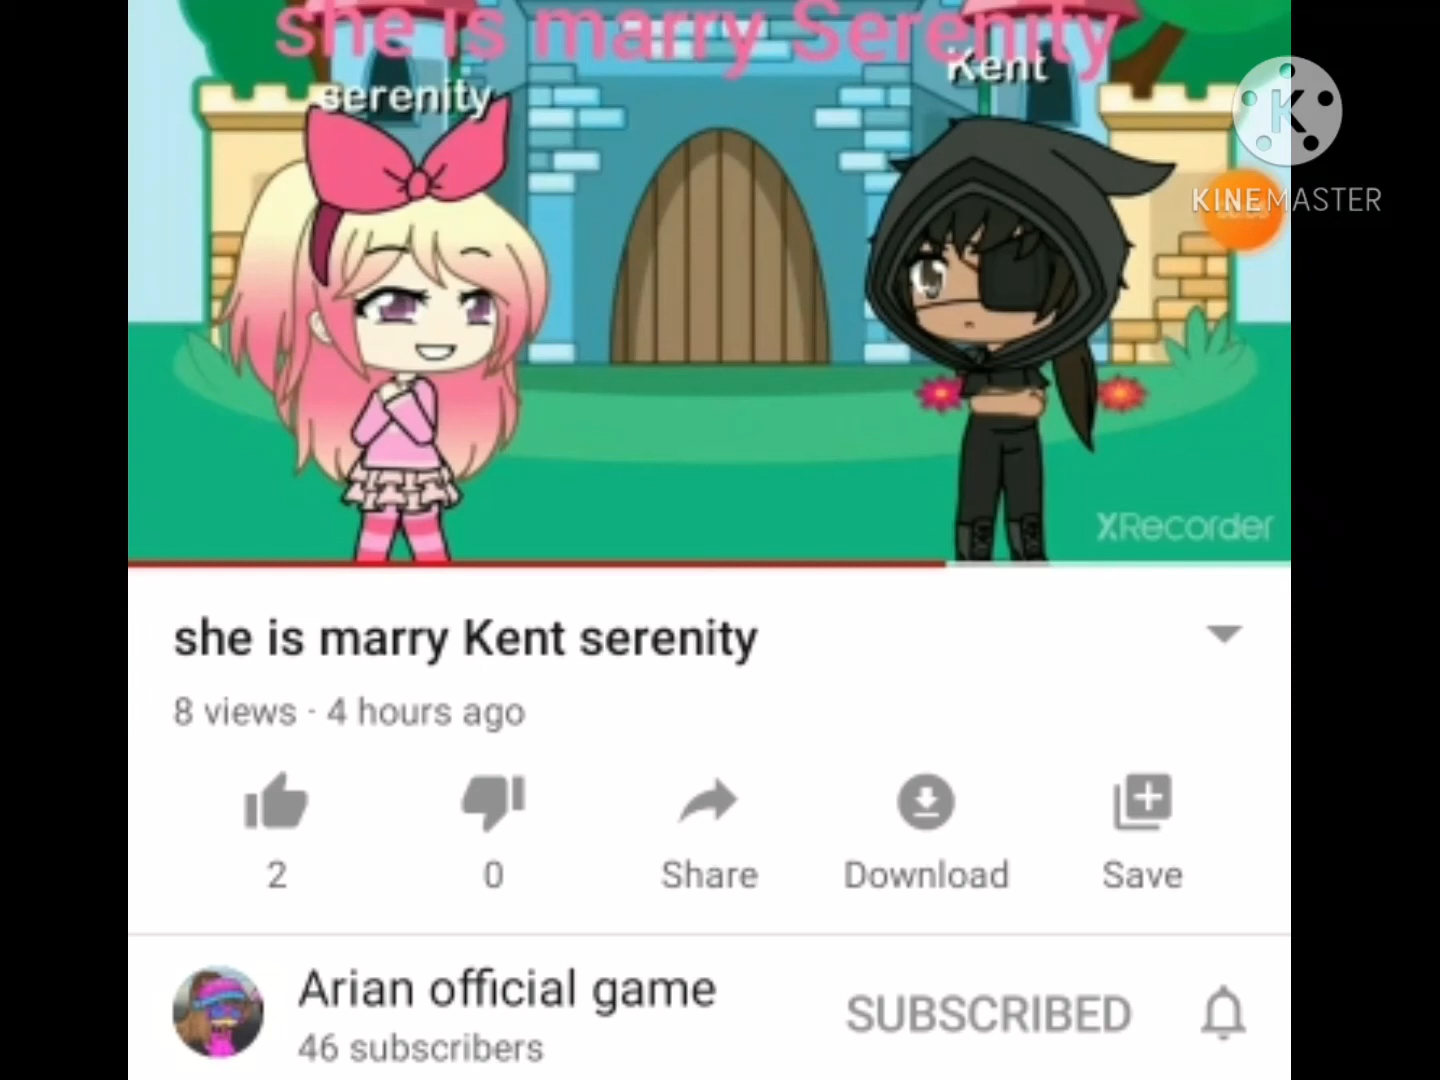 she is marry Serenity
serenity
Kent
K
KINEMASTER
XRecorder
she is marry Kent serenity
8 views · 4 hours ago
2
0
Share
Download
Save
Arian official game
46 subscribers
SUBSCRIBED